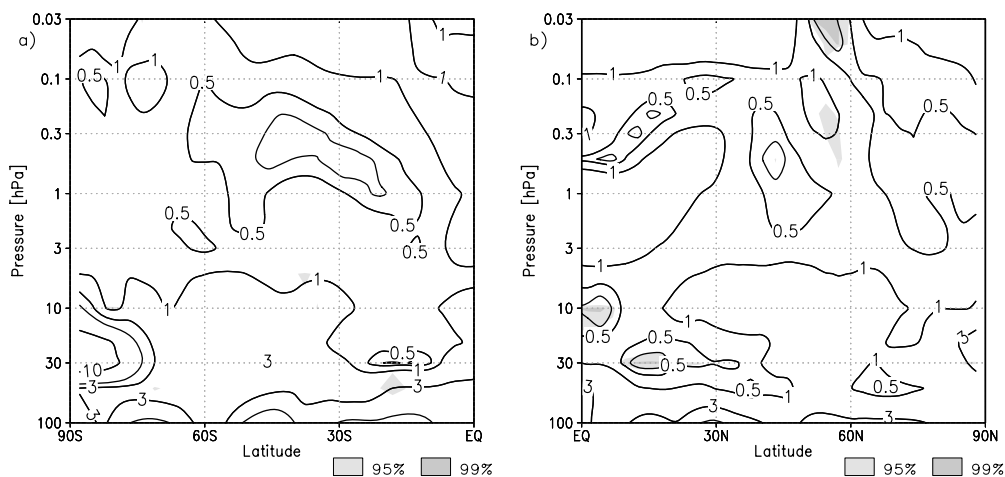 a)
Pressure [hPa]
0.03
0.1
0.3
1
3
10
30
100
90S 60S 30S EQ
Latitude
0.5 1 1 0.5 1 1 1
0.5 0.5 0.5 0.5
1 1 3 0.5 1
10 3 3 3 3
95% 99%
b)
Pressure [hPa]
0.03
0.1
0.3
1
3
10
30
100
EQ 30N 60N 90N
Latitude
1 1 1 1 0.5 0.5 0.5 0.5
1 1 0.5 0.5 1
0.5 1 1 1 3
0.5 0.5 1
3 0.5 1 0.5
3 3
95% 99%